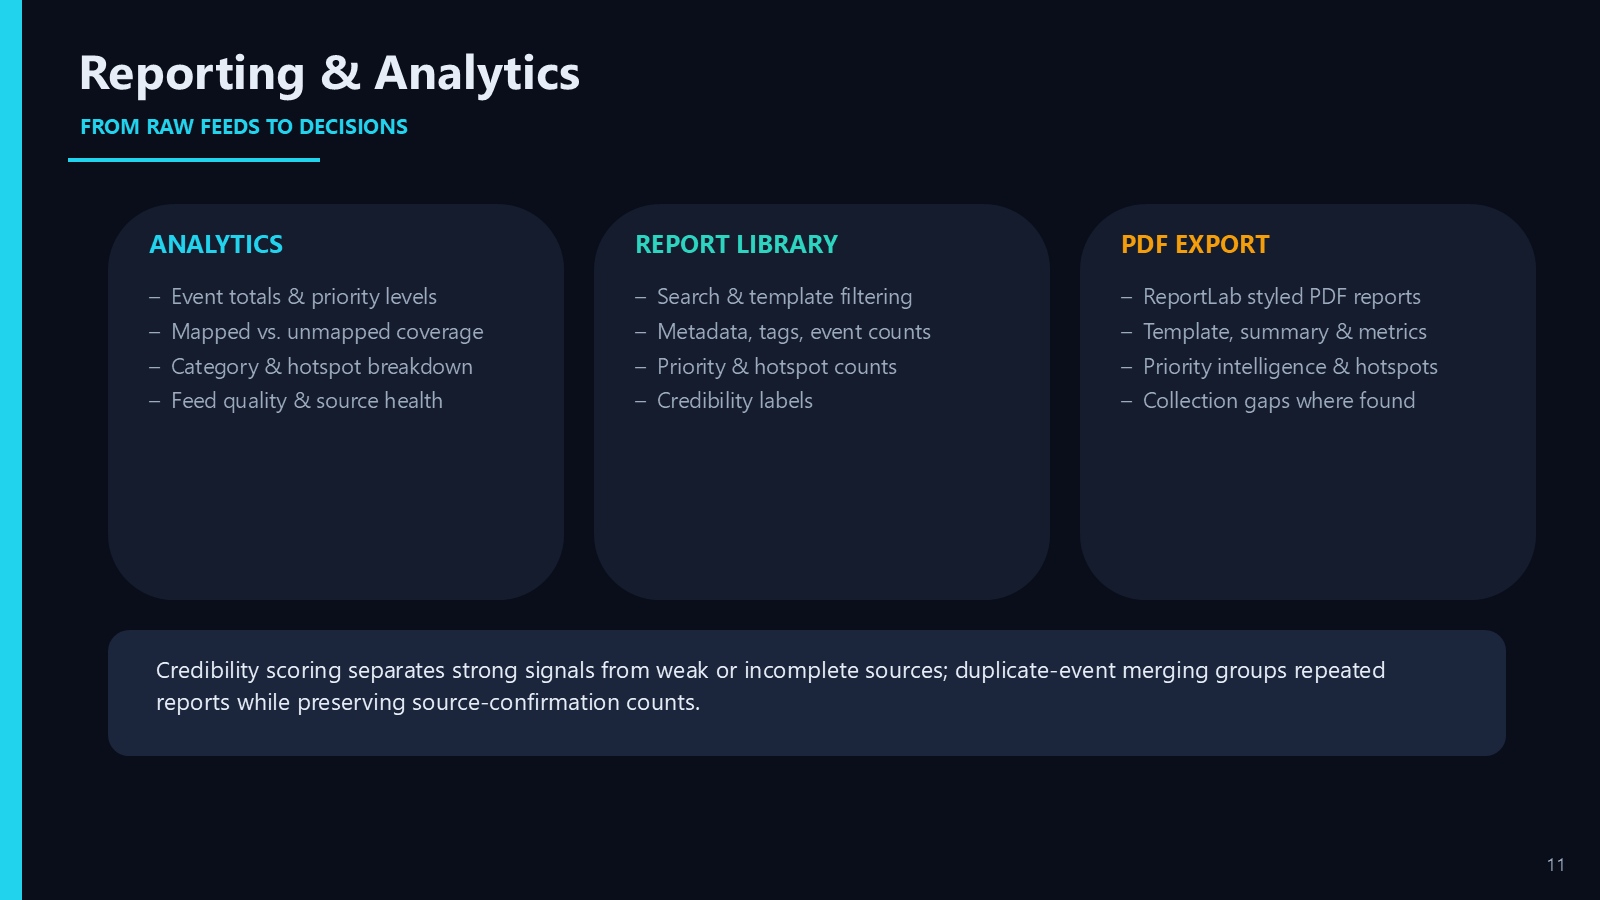 Reporting & Analytics
FROM RAW FEEDS TO DECISIONS
ANALYTICS
– Event totals & priority levels
– Mapped vs. unmapped coverage
– Category & hotspot breakdown
– Feed quality & source health
REPORT LIBRARY
– Search & template filtering
– Metadata, tags, event counts
– Priority & hotspot counts
– Credibility labels
PDF EXPORT
– ReportLab styled PDF reports
– Template, summary & metrics
– Priority intelligence & hotspots
– Collection gaps where found
Credibility scoring separates strong signals from weak or incomplete sources; duplicate-event merging groups repeated
reports while preserving source-confirmation counts.
11